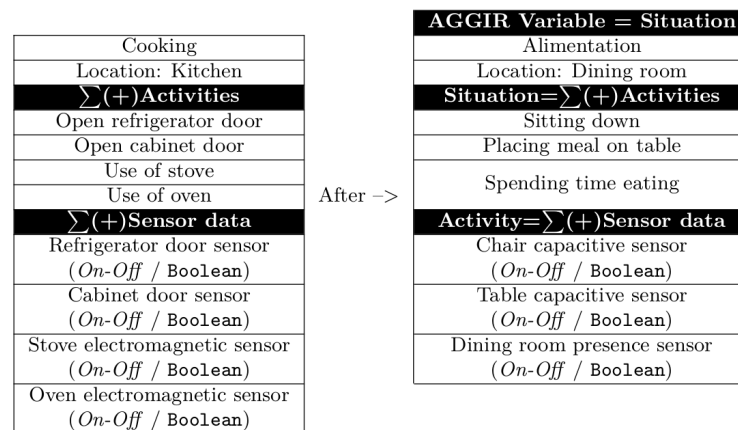 Cooking
Location: Kitchen
∑(+)Activities
Open refrigerator door
Open cabinet door
Use of stove
Use of oven
∑(+)Sensor data
Refrigerator door sensor
(On-Off / Boolean)
Cabinet door sensor
(On-Off / Boolean)
Stove electromagnetic sensor
(On-Off / Boolean)
Oven electromagnetic sensor
(On-Off / Boolean)
After –>
AGGIR Variable = Situation
Alimentation
Location: Dining room
Situation=∑(+)Activities
Sitting down
Placing meal on table
Spending time eating
Activity=∑(+)Sensor data
Chair capacitive sensor
(On-Off / Boolean)
Table capacitive sensor
(On-Off / Boolean)
Dining room presence sensor
(On-Off / Boolean)